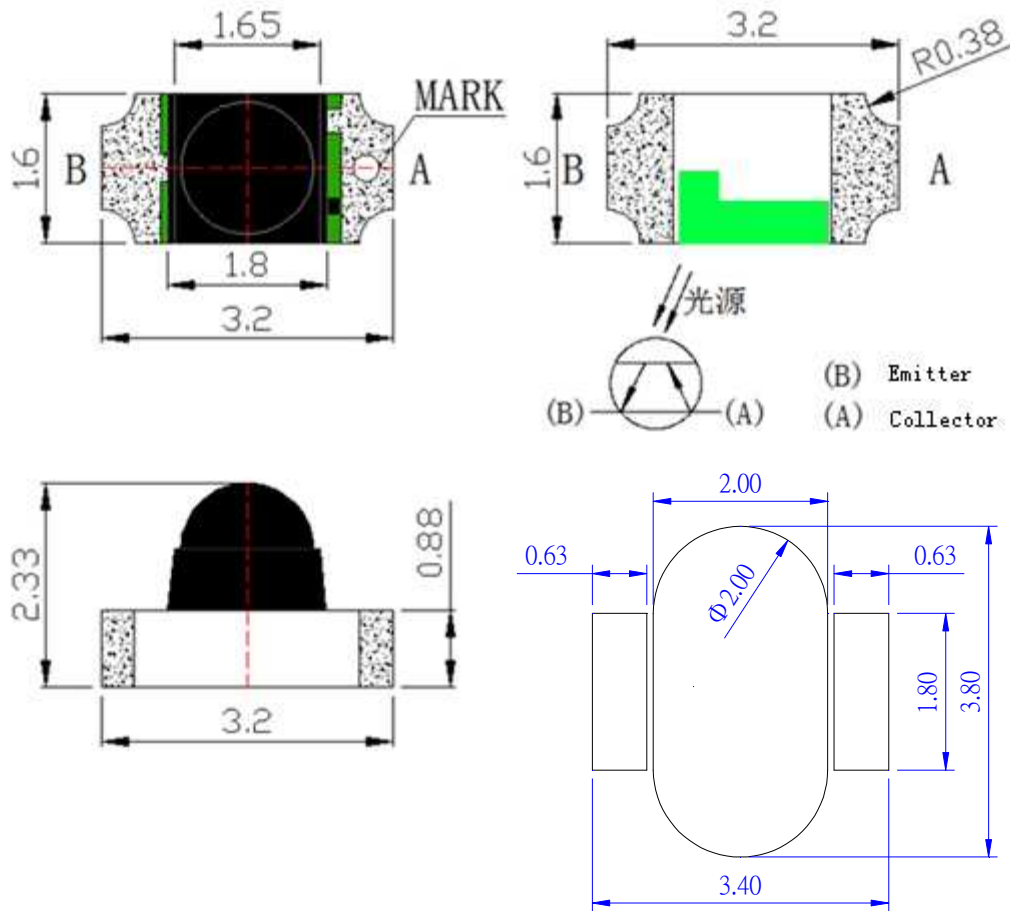 1.65
MARK
1.6
B
A
1.8
3.2
3.2
R0.38
1.6
B
A
光源
(B)
(A)
(B) Emitter
(A) Collector
2.33
0.88
3.2
2.00
0.63
0.63
Φ2.00
1.80
3.80
3.40